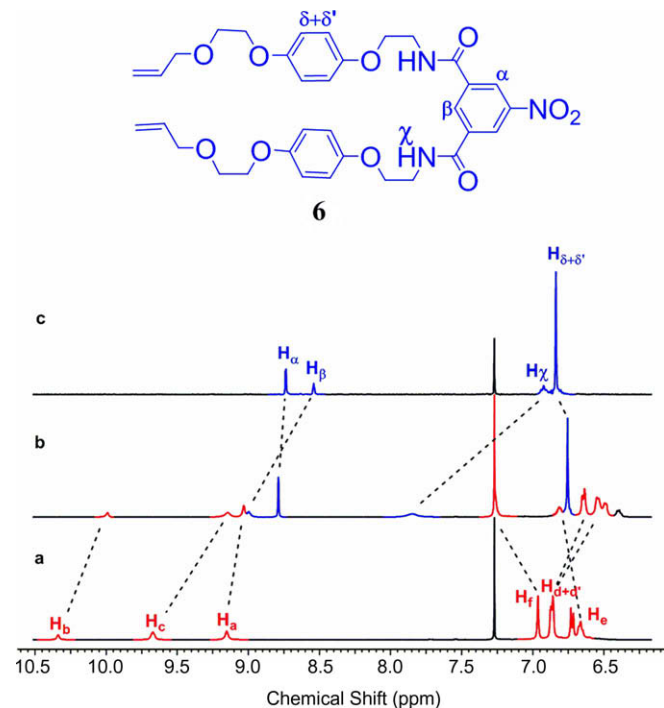 δ+δ'
O O O HN O
α
β NO₂
χ
O O O HN O
6
c
Hα
Hβ
Hχ
Hδ+δ'
b
a
Hb
Hc
Ha
Hf
Hd+d'
He
10.5 10.0 9.5 9.0 8.5 8.0 7.5 7.0 6.5
Chemical Shift (ppm)